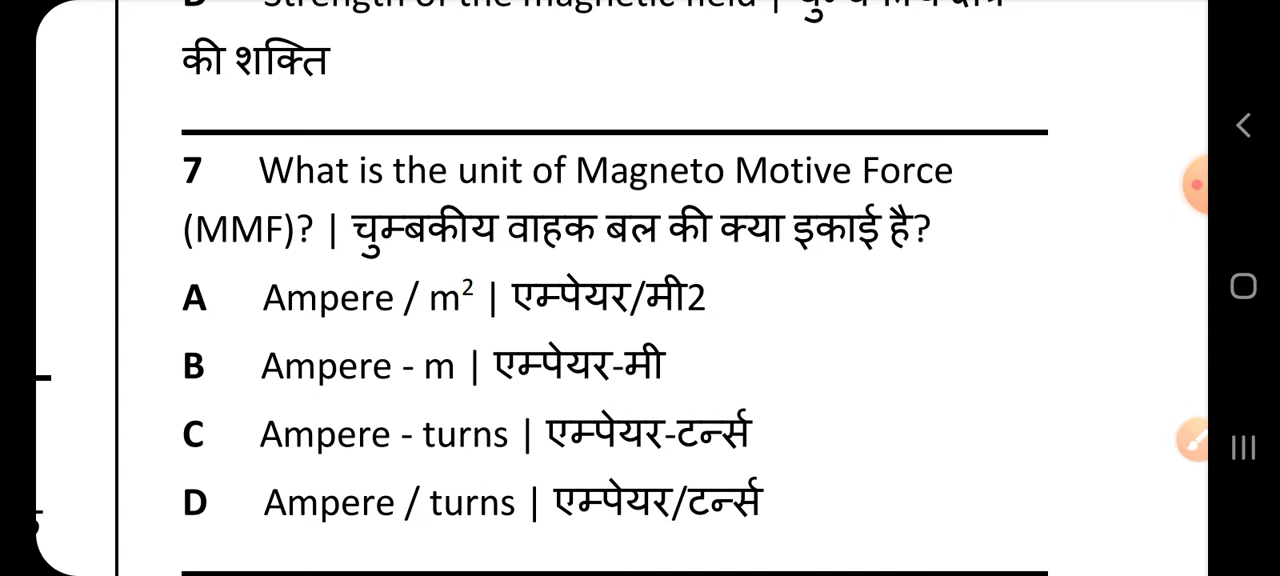 की शक्ति
7 What is the unit of Magneto Motive Force
(MMF)? | चुम्बकीय वाहक बल की क्या इकाई है?
A Ampere / m² | एम्पेयर/मी2
B Ampere - m | एम्पेयर-मी
C Ampere - turns | एम्पेयर-टर्न्स
D Ampere / turns | एम्पेयर/टर्न्स